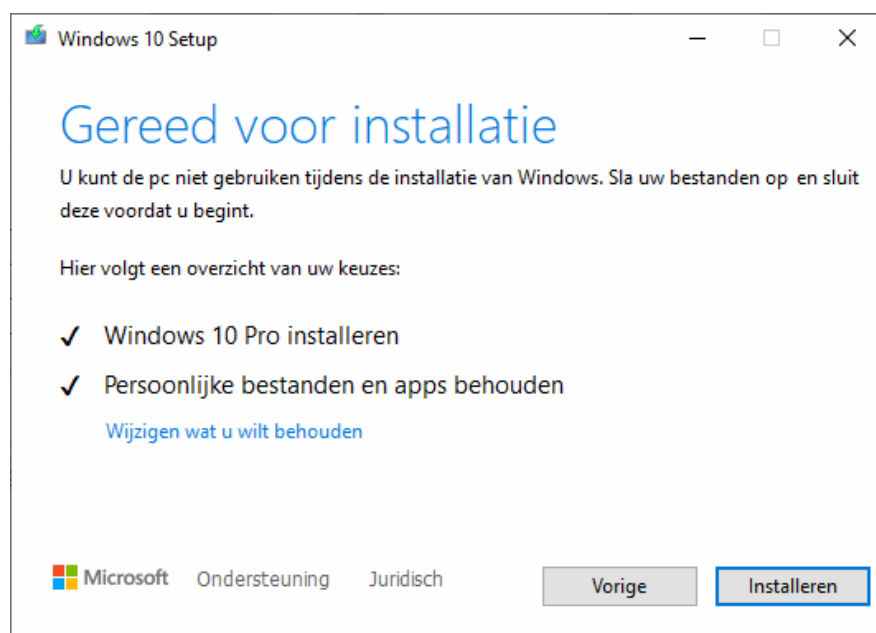 Windows 10 Setup
Gereed voor installatie
U kunt de pc niet gebruiken tijdens de installatie van Windows. Sla uw bestanden op en sluit
deze voordat u begint.
Hier volgt een overzicht van uw keuzes:
✓ Windows 10 Pro installeren
✓ Persoonlijke bestanden en apps behouden
Wijzigen wat u wilt behouden
Microsoft Ondersteuning Juridisch Vorige Installeren